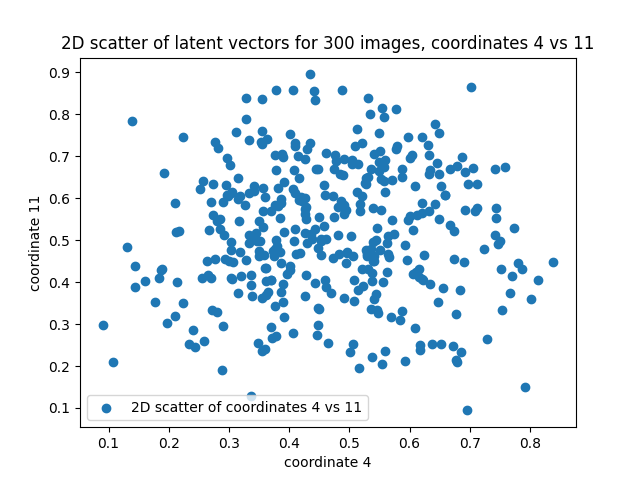 2D scatter of latent vectors for 300 images, coordinates 4 vs 11
0.9
0.8
0.7
0.6
0.5
0.4
0.3
0.2
0.1
coordinate 11
2D scatter of coordinates 4 vs 11
0.1 0.2 0.3 0.4 0.5 0.6 0.7 0.8
coordinate 4